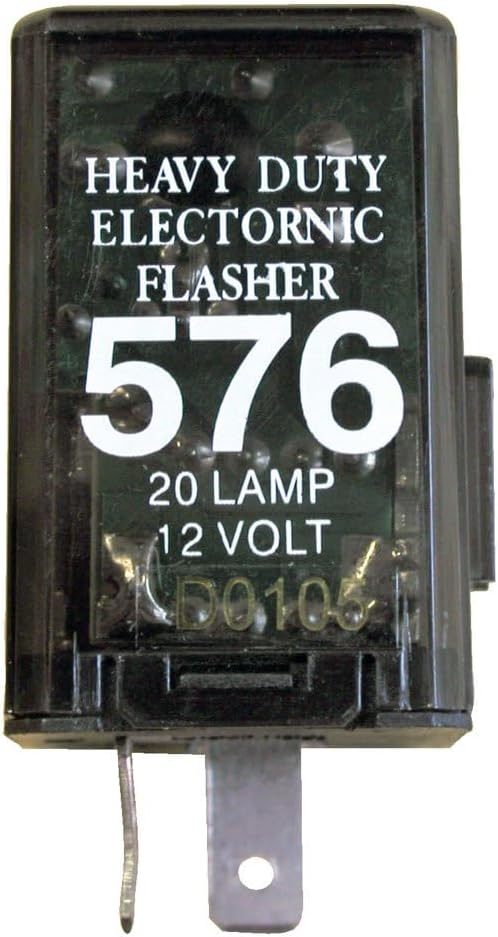 HEAVY DUTY
ELECTORNIC
FLASHER
576
20 LAMP
12 VOLT
D0105